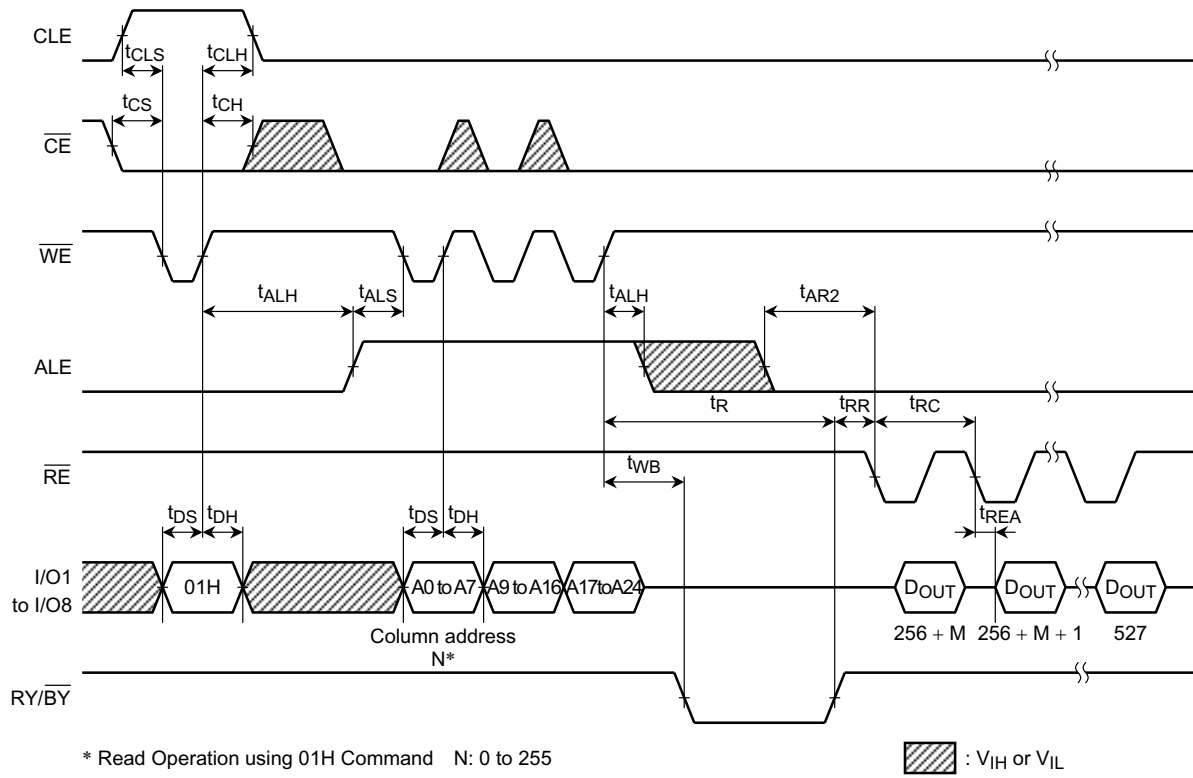 CLE
tCLS tCLH
tCS tCH
CE
WE
tALH tALS tALH tAR2
ALE
tR tRR tRC
RE
tWB
tDS tDH tDS tDH tREA
I/O1
to I/O8
01H A0 to A7 A9 to A16 A17 to A24 DOUT DOUT DOUT
256 + M 256 + M + 1 527
Column address
N*
RY/BY
* Read Operation using 01H Command N: 0 to 255
: VIH or VIL